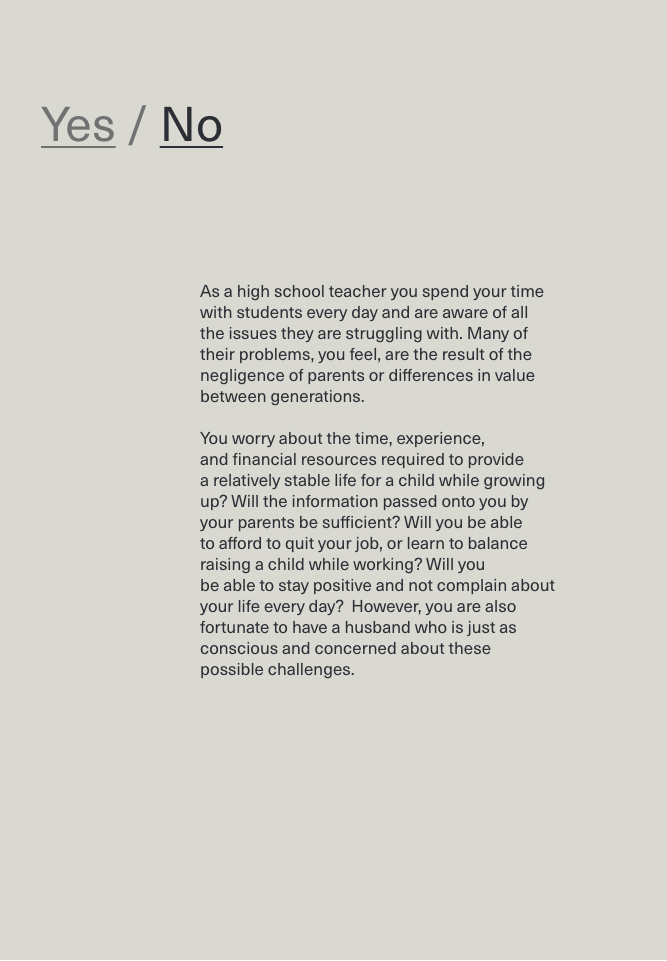 Yes / No
As a high school teacher you spend your time
with students every day and are aware of all
the issues they are struggling with. Many of
their problems, you feel, are the result of the
negligence of parents or differences in value
between generations.
You worry about the time, experience,
and financial resources required to provide
a relatively stable life for a child while growing
up? Will the information passed onto you by
your parents be sufficient? Will you be able
to afford to quit your job, or learn to balance
raising a child while working? Will you
be able to stay positive and not complain about
your life every day?  However, you are also
fortunate to have a husband who is just as
conscious and concerned about these
possible challenges.